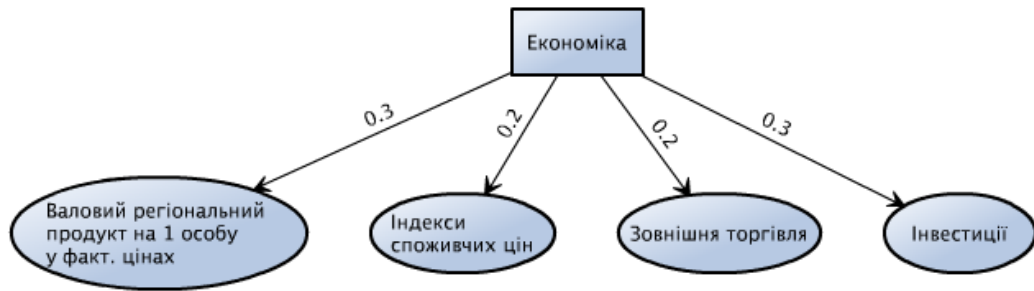 Економіка
0.3
0.2
0.2
0.3
Валовий регіональний
продукт на 1 особу
у факт. цінах
Індекси
споживчих цін
Зовнішня торгівля
Інвестиції